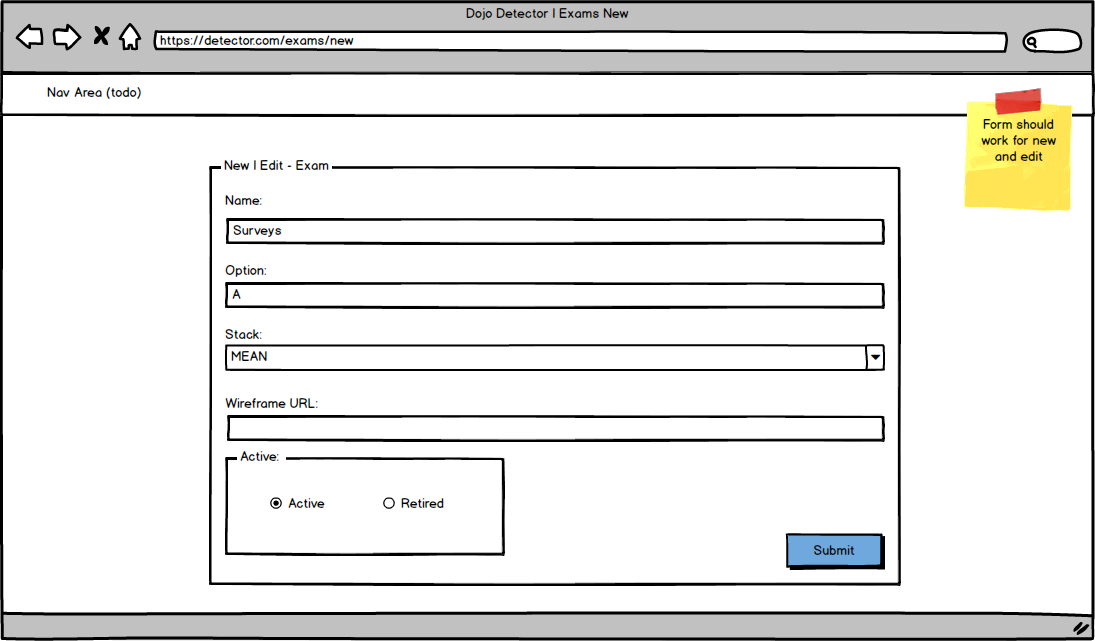 Dojo Detector | Exams New
https://detector.com/exams/new
Nav Area (todo)
Form should
work for new
and edit
New | Edit - Exam
Name:
Surveys
Option:
A
Stack:
MEAN
Wireframe URL:
Active:
Active
Retired
Submit